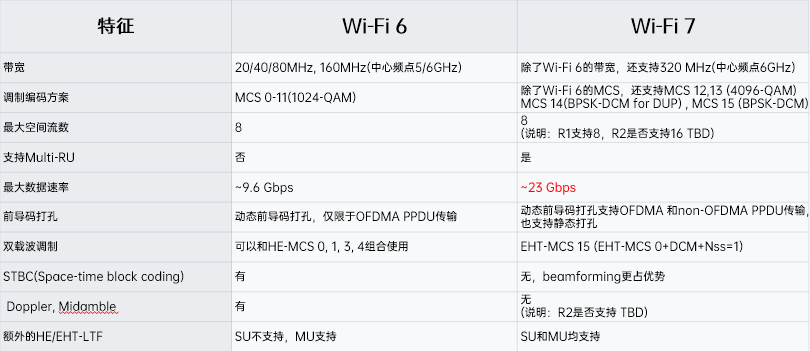 特征 Wi-Fi 6 Wi-Fi 7
带宽 20/40/80MHz, 160MHz(中心频点5/6GHz) 除了Wi-Fi 6的带宽，还支持320 MHz(中心频点6GHz)
调制编码方案 MCS 0-11(1024-QAM) 除了Wi-Fi 6的MCS，还支持MCS 12,13 (4096-QAM)
MCS 14(BPSK-DCM for DUP) , MCS 15 (BPSK-DCM)
最大空间流数 8 8
(说明：R1支持8，R2是否支持16 TBD)
支持Multi-RU 否 是
最大数据速率 ~9.6 Gbps ~23 Gbps
前导码打孔 动态前导码打孔，仅限于OFDMA PPDU传输 动态前导码打孔支持OFDMA 和non-OFDMA PPDU传输,
也支持静态打孔
双载波调制 可以和HE-MCS 0, 1, 3, 4组合使用 EHT-MCS 15 (EHT-MCS 0+DCM+Nss=1)
STBC(Space-time block coding) 有 无，beamforming更占优势
Doppler, Midamble 有 无
(说明：R2是否支持 TBD)
额外的HE/EHT-LTF SU不支持，MU支持 SU和MU均支持